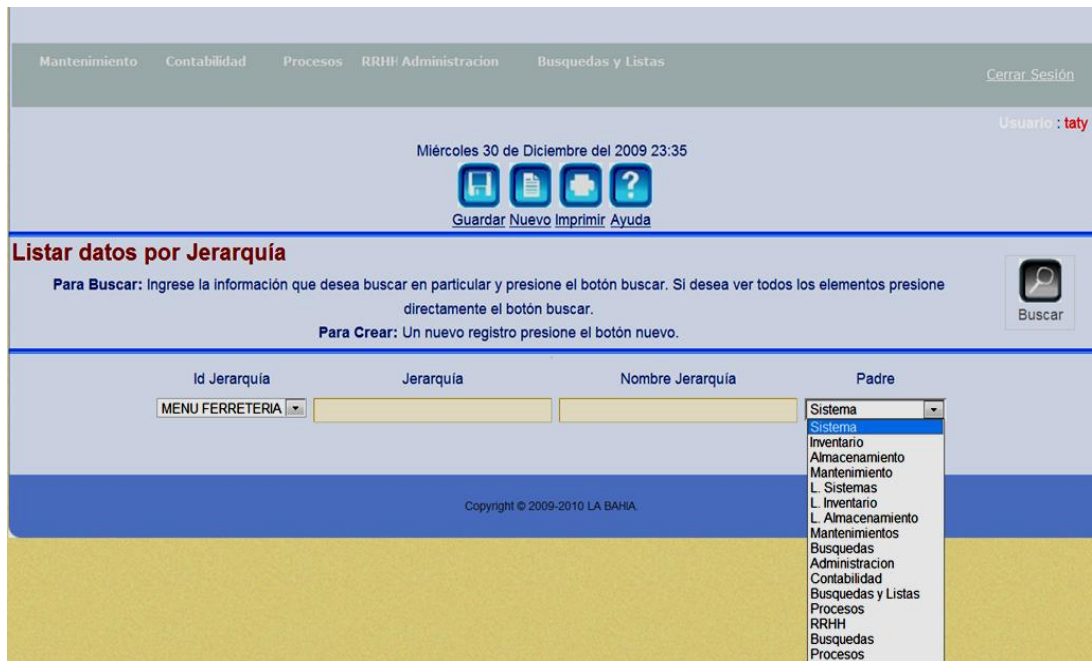 Mantenimiento Contabilidad Procesos RRHH Administracion Busquedas y Listas
Cerrar Sesión
Usuario : taty
Miércoles 30 de Diciembre del 2009 23:35
Guardar Nuevo Imprimir Ayuda
Listar datos por Jerarquía
Para Buscar: Ingrese la información que desea buscar en particular y presione el botón buscar. Si desea ver todos los elementos presione
directamente el botón buscar.
Para Crear: Un nuevo registro presione el botón nuevo.
Buscar
Id Jerarquía Jerarquía Nombre Jerarquía Padre
MENU FERRETERIA Sistema
Sistema
Inventario
Almacenamiento
Mantenimiento
L. Sistemas
L. Inventario
L. Almacenamiento
Mantenimientos
Busquedas
Administracion
Contabilidad
Busquedas y Listas
Procesos
RRHH
Busquedas
Procesos
Copyright © 2009-2010 LA BAHIA.